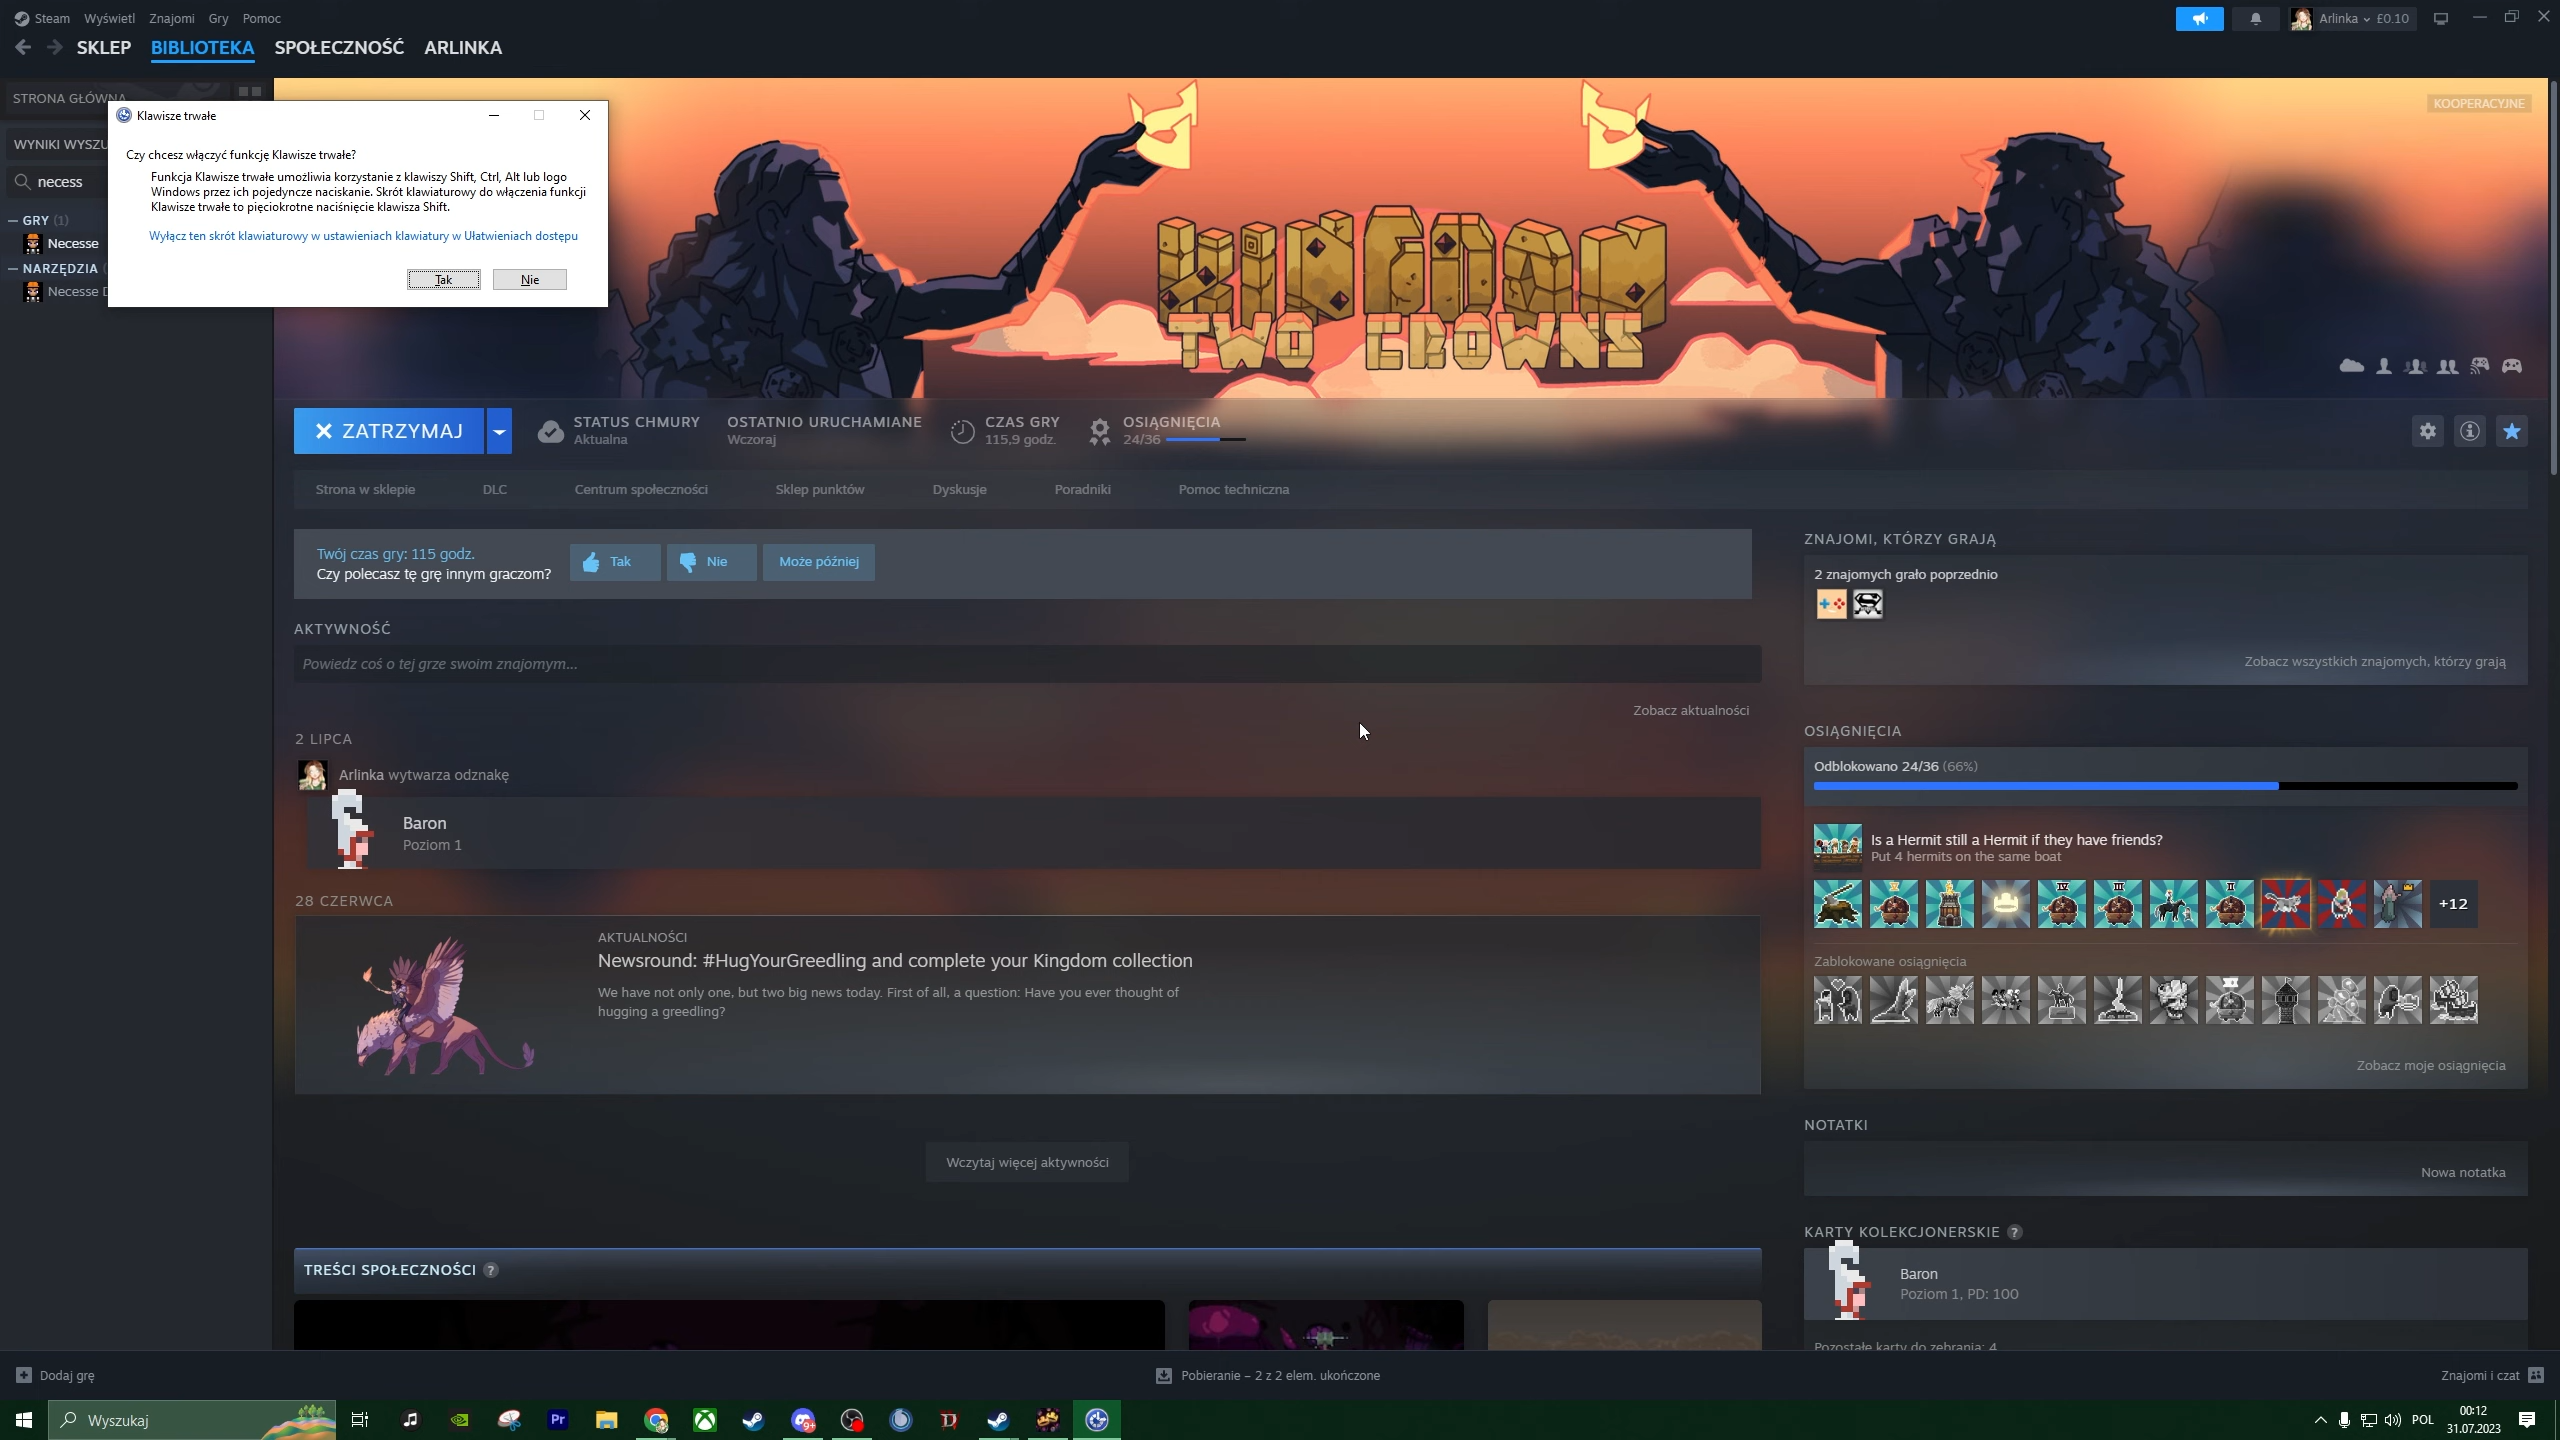 Steam Wyświetl Znajomi Gry Pomoc
Arlinka £0.10
SKLEP BIBLIOTEKA SPOŁECZNOŚĆ ARLINKA
STRONA GŁÓWNA
WYNIKI WYSZU
necess
GRY (1)
Necesse
NARZĘDZIA (
Necesse D
Klawisze trwałe
Czy chcesz włączyć funkcję Klawisze trwałe?
Funkcja Klawisze trwałe umożliwia korzystanie z klawiszy Shift, Ctrl, Alt lub logo
Windows przez ich pojedyncze naciskanie. Skrót klawiaturowy do włączenia funkcji
Klawisze trwałe to pięciokrotne naciśnięcie klawisza Shift.
Wyłącz ten skrót klawiaturowy w ustawieniach klawiatury w Ułatwieniach dostępu
Tak Nie
KOOPERACYJNE
KINGDOM
TWO CROWNS
ZATRZYMAJ
STATUS CHMURY
Aktualna
OSTATNIO URUCHAMIANE
Wczoraj
CZAS GRY
115,9 godz.
OSIĄGNIĘCIA
24/36
Strona w sklepie DLC Centrum społeczności Sklep punktów Dyskusje Poradniki Pomoc techniczna
Twój czas gry: 115 godz.
Czy polecasz tę grę innym graczom?
Tak Nie Może później
AKTYWNOŚĆ
Powiedz coś o tej grze swoim znajomym...
Zobacz aktualności
2 LIPCA
Arlinka wytwarza odznakę
Baron
Poziom 1
28 CZERWCA
AKTUALNOŚCI
Newsround: #HugYourGreedling and complete your Kingdom collection
We have not only one, but two big news today. First of all, a question: Have you ever thought of
hugging a greedling?
Wczytaj więcej aktywności
TREŚCI SPOŁECZNOŚCI ?
ZNAJOMI, KTÓRZY GRAJĄ
2 znajomych grało poprzednio
Zobacz wszystkich znajomych, którzy grają
OSIĄGNIĘCIA
Odblokowano 24/36 (66%)
Is a Hermit still a Hermit if they have friends?
Put 4 hermits on the same boat
+12
Zablokowane osiągnięcia
Zobacz moje osiągnięcia
NOTATKI
Nowa notatka
KARTY KOLEKCJONERSKIE ?
Baron
Poziom 1, PD: 100
Pozostałe karty do zebrania: 4
Dodaj grę
Pobieranie – 2 z 2 elem. ukończone
Znajomi i czat
Wyszukaj
Pr
9+
POL
00:12
31.07.2023